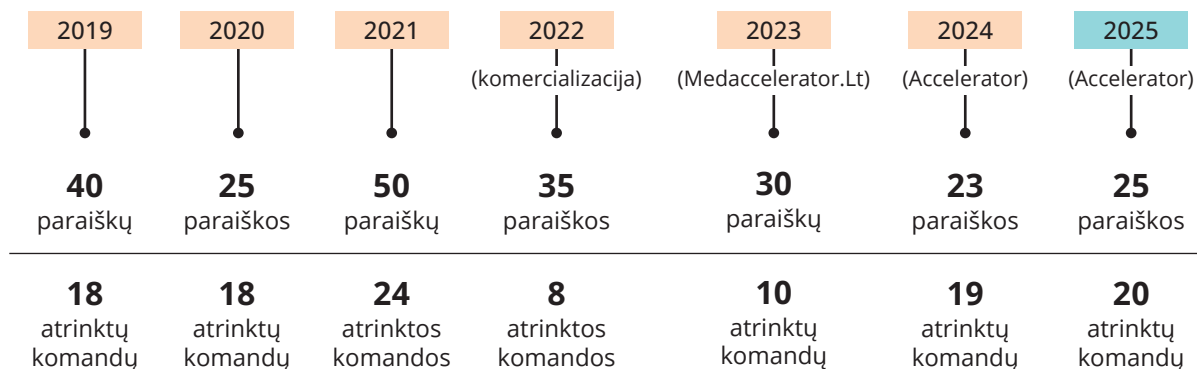 2019 2020 2021 2022 2023 2024 2025
(komercializacija) (Medaccelerator.Lt) (Accelerator) (Accelerator)
40 25 50 35 30 23 25
paraiškų paraiškos paraiškų paraiškos paraiškų paraiškos paraiškos
18 18 24 8 10 19 20
atrinktų atrinktų atrinktos atrinktos atrinktų atrinktų atrinktų
komandų komandų komandos komandos komandų komandų komandų